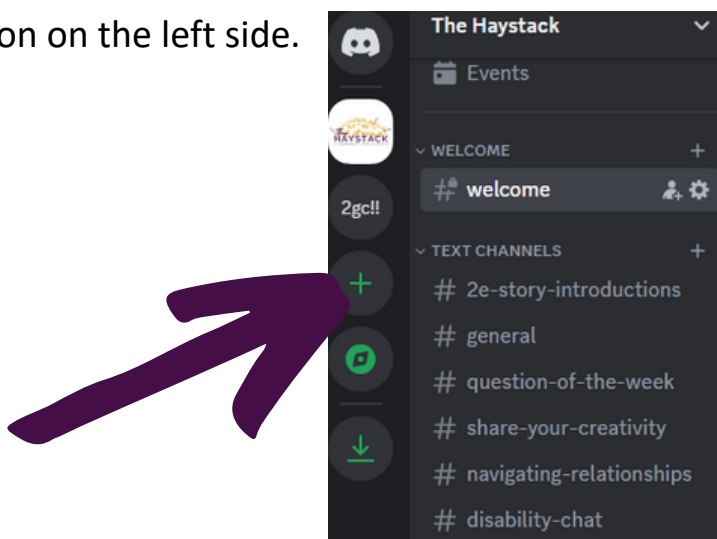 on on the left side.
The Haystack
Events
HAYSTACK
WELCOME
# welcome
2gc!!
TEXT CHANNELS
# 2e-story-introductions
# general
# question-of-the-week
# share-your-creativity
# navigating-relationships
# disability-chat